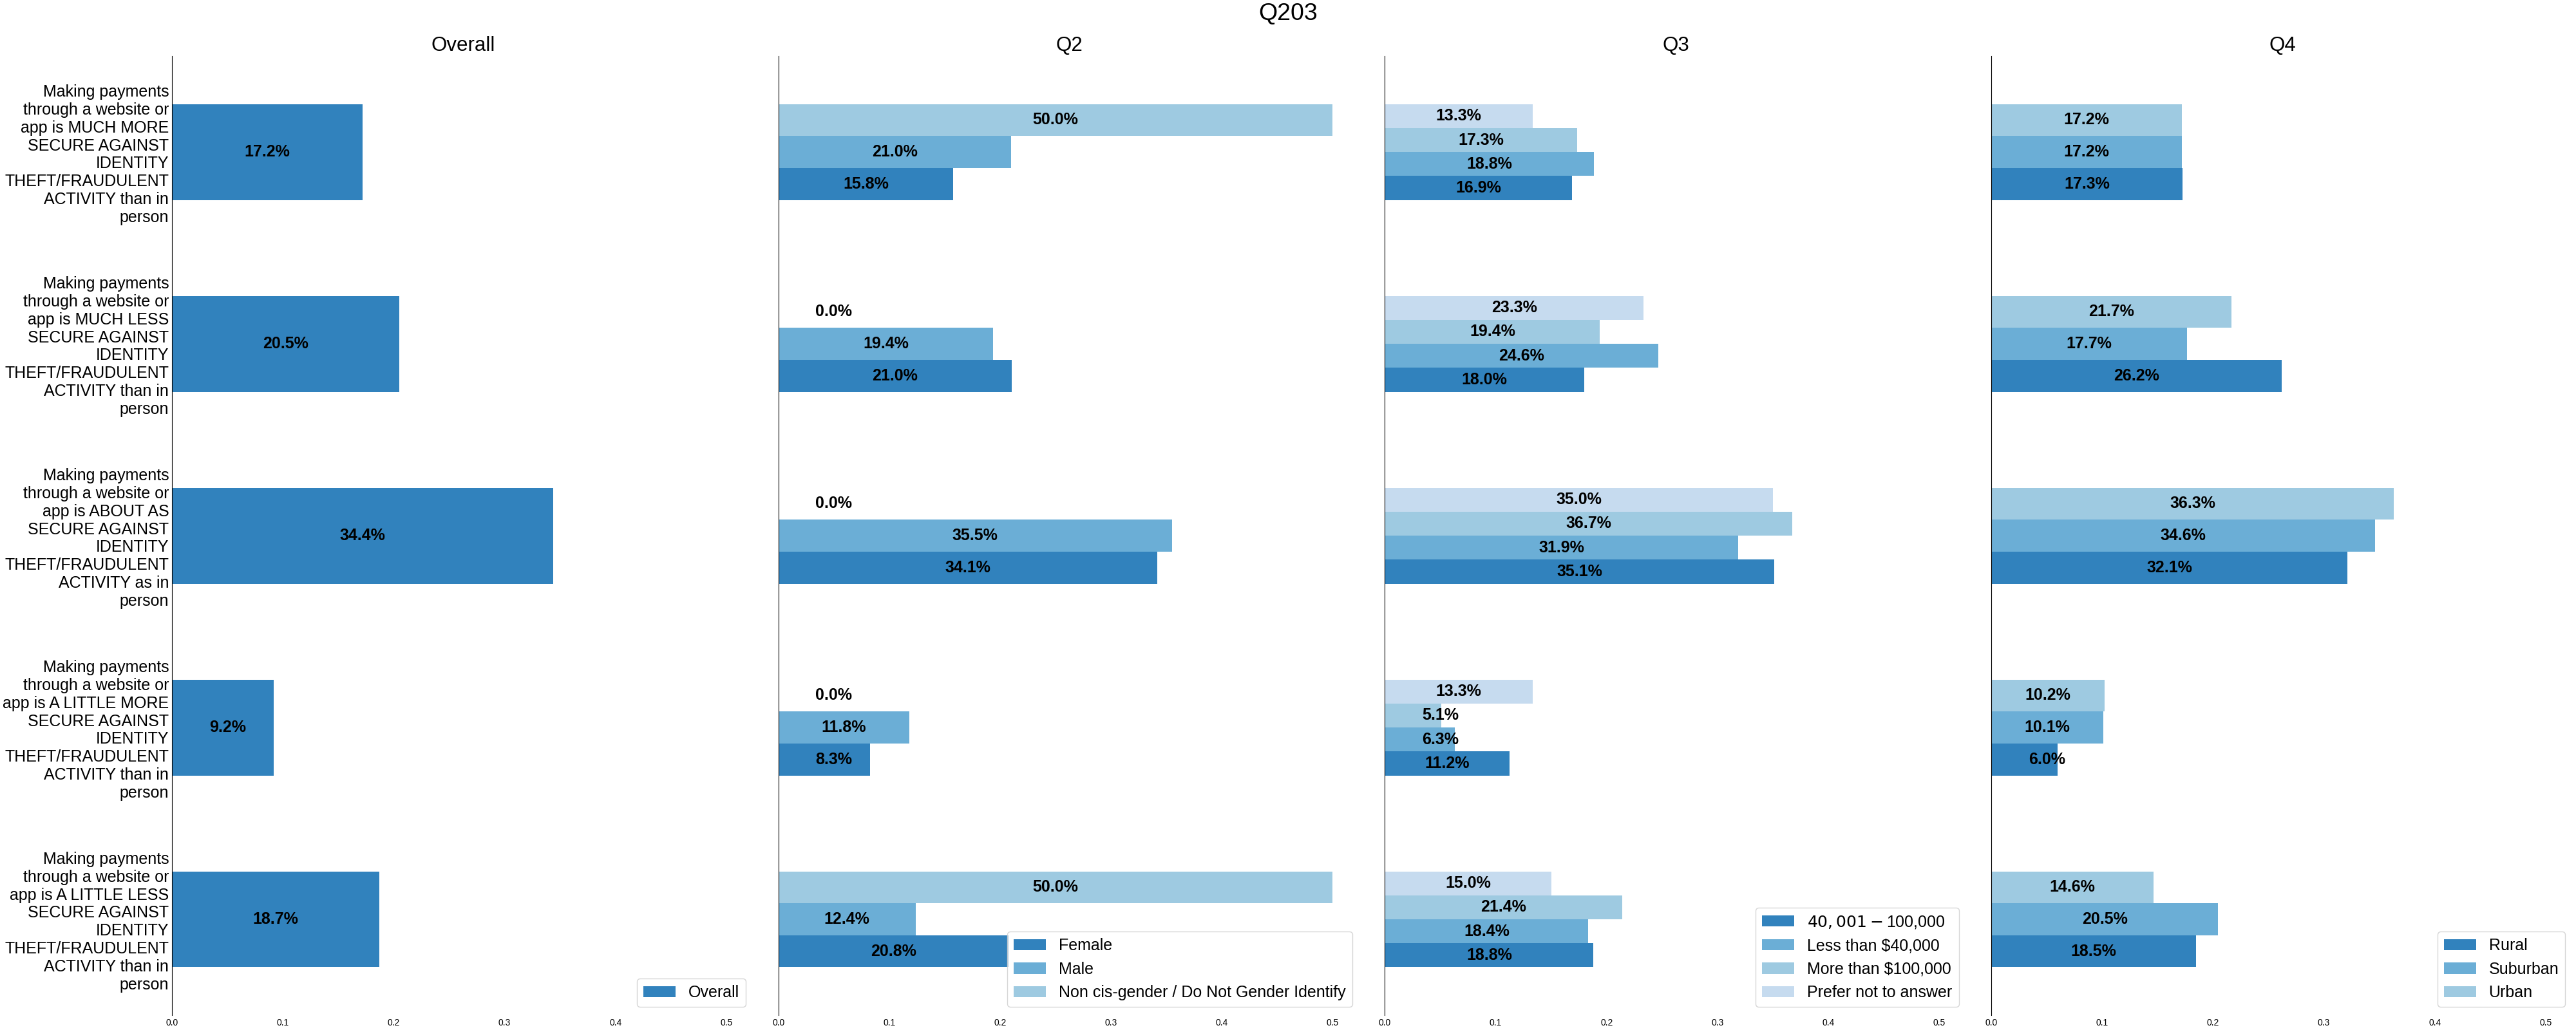 Q203
Overall
Making payments
through a website or
app is MUCH MORE
SECURE AGAINST
IDENTITY
THEFT/FRAUDULENT
ACTIVITY than in
person
17.2%
Making payments
through a website or
app is MUCH LESS
SECURE AGAINST
IDENTITY
THEFT/FRAUDULENT
ACTIVITY than in
person
20.5%
Making payments
through a website or
app is ABOUT AS
SECURE AGAINST
IDENTITY
THEFT/FRAUDULENT
ACTIVITY as in
person
34.4%
Making payments
through a website or
app is A LITTLE MORE
SECURE AGAINST
IDENTITY
THEFT/FRAUDULENT
ACTIVITY than in
person
9.2%
Making payments
through a website or
app is A LITTLE LESS
SECURE AGAINST
IDENTITY
THEFT/FRAUDULENT
ACTIVITY than in
person
18.7%
Overall
0.0 0.1 0.2 0.3 0.4 0.5
Q2
50.0%
21.0%
15.8%
0.0%
19.4%
21.0%
0.0%
35.5%
34.1%
0.0%
11.8%
8.3%
50.0%
12.4%
20.8%
Female
Male
Non cis-gender / Do Not Gender Identify
0.0 0.1 0.2 0.3 0.4 0.5
Q3
13.3%
17.3%
18.8%
16.9%
23.3%
19.4%
24.6%
18.0%
35.0%
36.7%
31.9%
35.1%
13.3%
5.1%
6.3%
11.2%
15.0%
21.4%
18.4%
18.8%
40,001-100,000
Less than $40,000
More than $100,000
Prefer not to answer
0.0 0.1 0.2 0.3 0.4 0.5
Q4
17.2%
17.2%
17.3%
21.7%
17.7%
26.2%
36.3%
34.6%
32.1%
10.2%
10.1%
6.0%
14.6%
20.5%
18.5%
Rural
Suburban
Urban
0.0 0.1 0.2 0.3 0.4 0.5